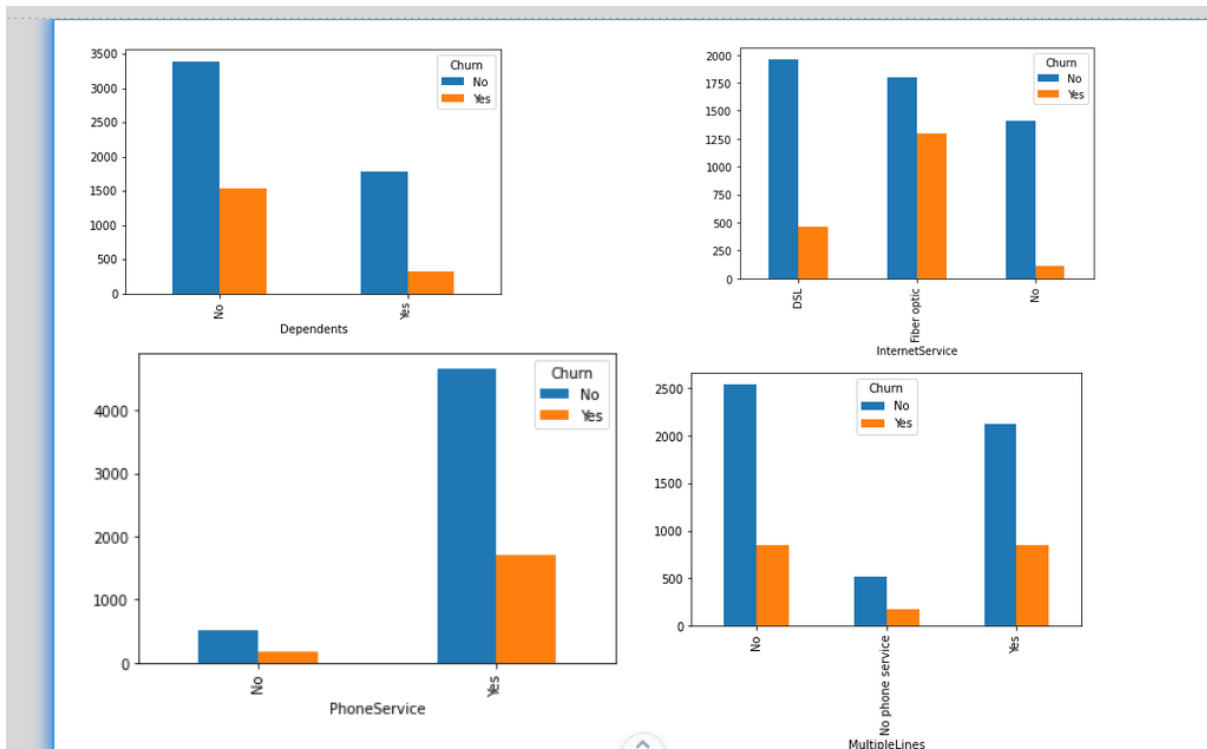 3500
3000
2500
2000
1500
1000
500
0
Churn
No
Yes
No
Yes
Dependents
2000
1750
1500
1250
1000
750
500
250
0
Churn
No
Yes
DSL
Fiber optic
No
InternetService
4000
3000
2000
1000
0
Churn
No
Yes
No
Yes
PhoneService
2500
2000
1500
1000
500
0
Churn
No
Yes
No
No phone service
Yes
MultipleLines